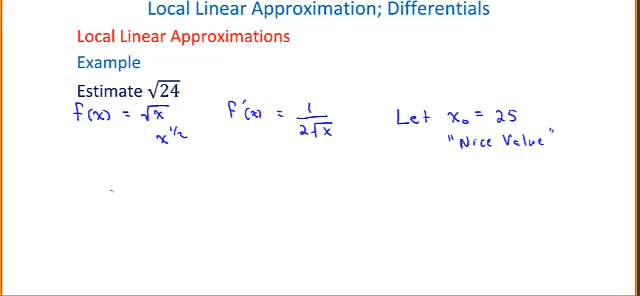 Local Linear Approximation; Differentials
Local Linear Approximations
Example
Estimate √24
f(x) = √x f'(x) = 1/(2√x) Let x₀ = 25
x^1/2 "Nice Value"